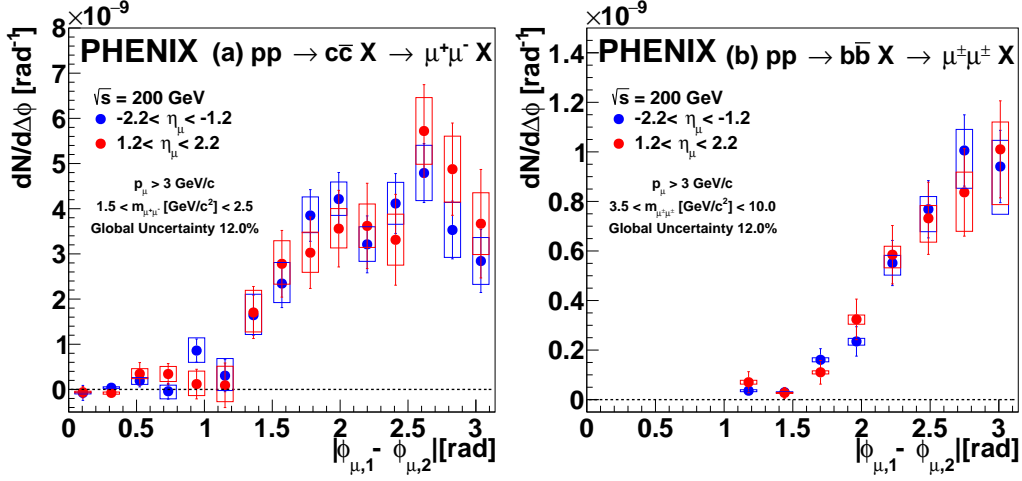 ×10⁻⁹
PHENIX (a) pp → cc̅ X → μ⁺μ⁻ X
√s = 200 GeV
-2.2< η_μ < -1.2
1.2< η_μ < 2.2
p_μ > 3 GeV/c
1.5 < m_μ⁺μ⁻ [GeV/c²] < 2.5
Global Uncertainty 12.0%
dN/dΔϕ [rad⁻¹]
8
7
6
5
4
3
2
1
0
0 0.5 1 1.5 2 2.5 3
|ϕ_μ,1 - ϕ_μ,2|[rad]
×10⁻⁹
PHENIX (b) pp → bb̅ X → μ±μ± X
√s = 200 GeV
-2.2< η_μ < -1.2
1.2< η_μ < 2.2
p_μ > 3 GeV/c
3.5 < m_μ±μ± [GeV/c²] < 10.0
Global Uncertainty 12.0%
dN/dΔϕ [rad⁻¹]
1.4
1.2
1
0.8
0.6
0.4
0.2
0
0 0.5 1 1.5 2 2.5 3
|ϕ_μ,1 - ϕ_μ,2|[rad]